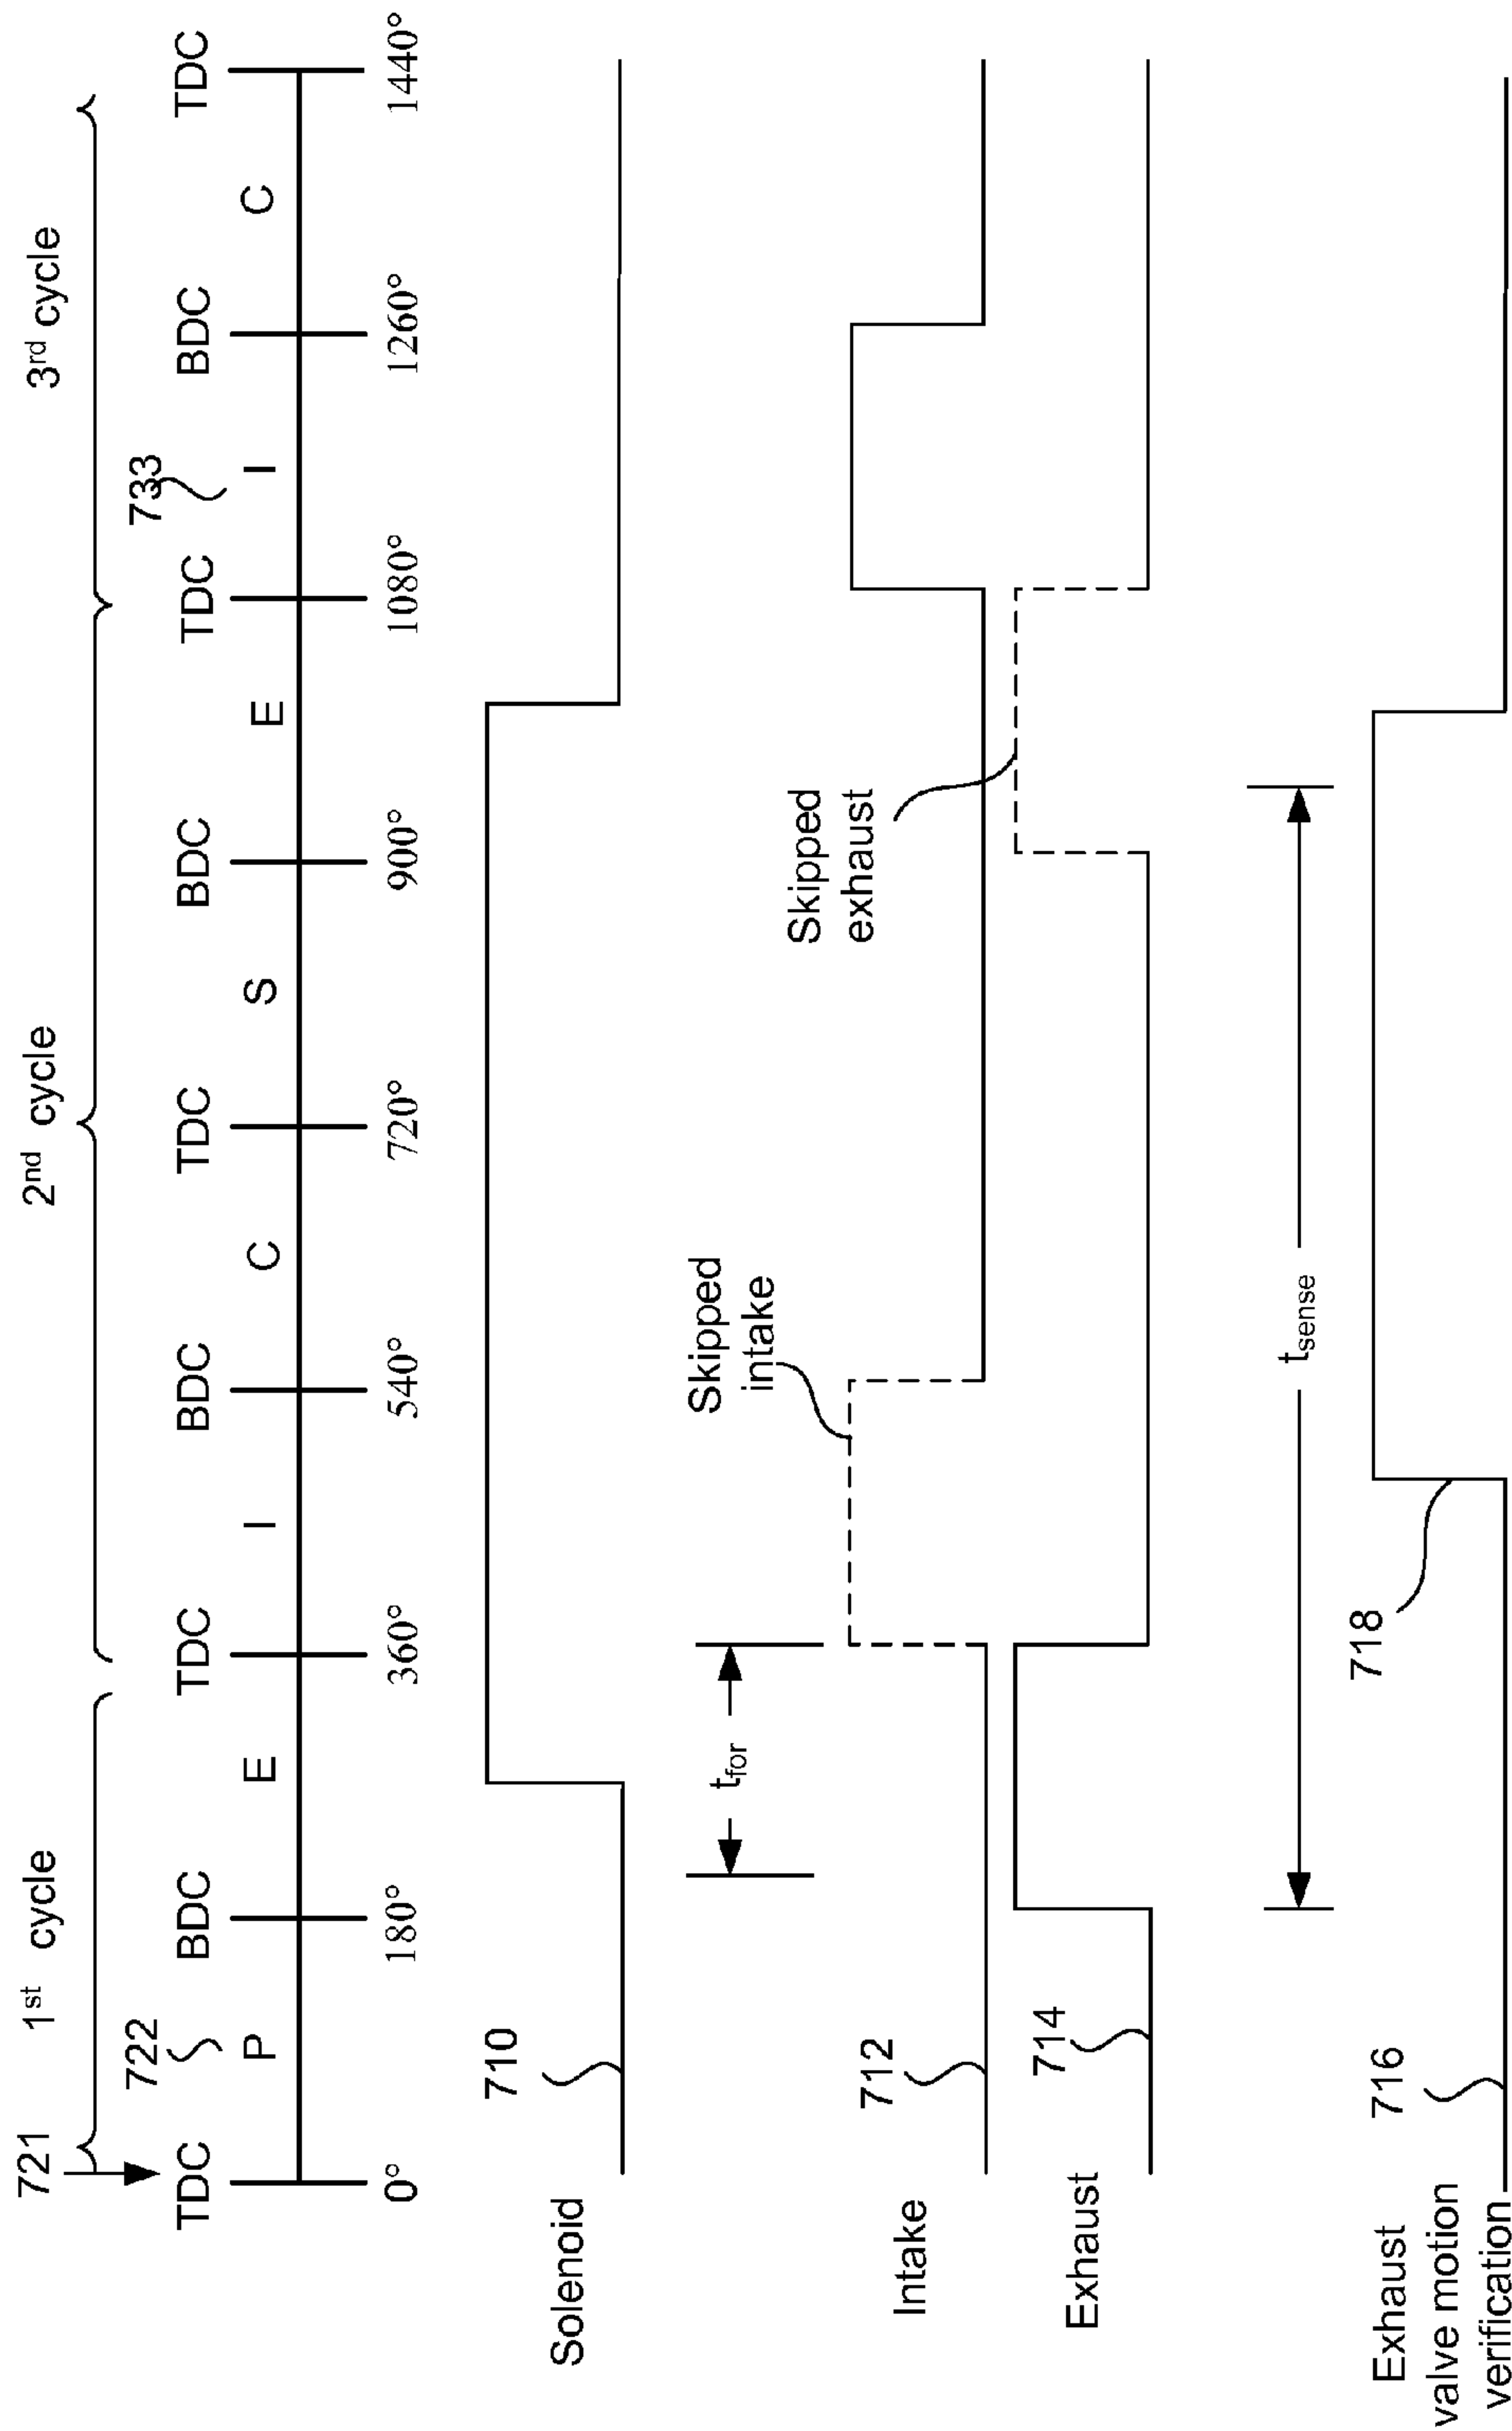 721
1st cycle
2nd cycle
3rd cycle
722
733
TDC BDC TDC BDC TDC BDC TDC BDC TDC
P E I C S E I C
0° 180° 360° 540° 720° 900° 1080° 1260° 1440°
Solenoid
710
tfor
Skipped
intake
Skipped
exhaust
Intake
712
Exhaust
714
tsense
718
Exhaust
valve motion
verification
716